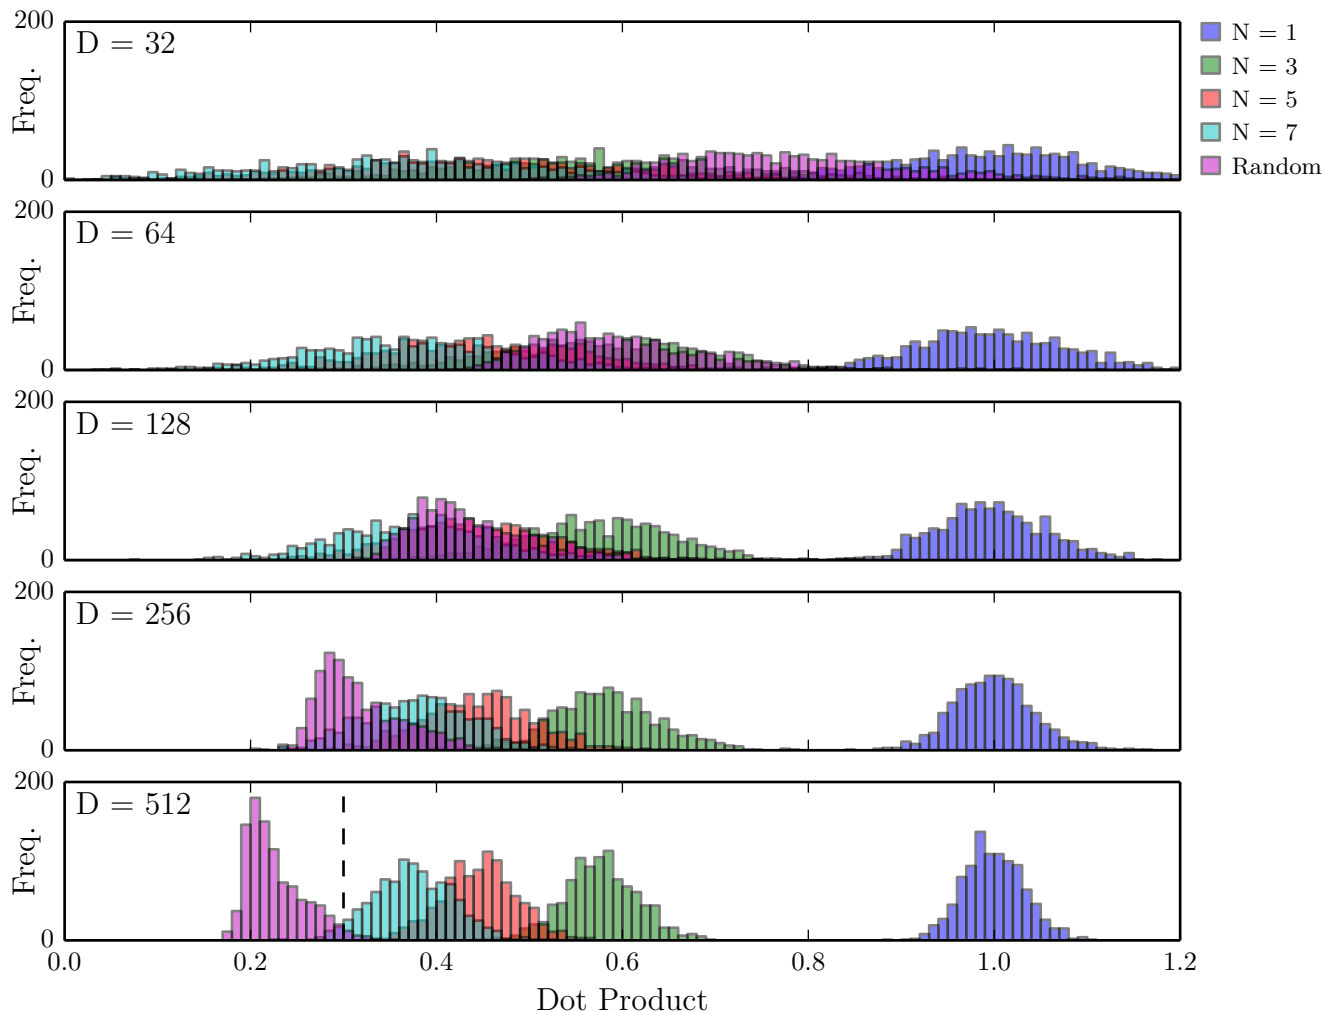 200
D = 32
Freq.
0
N = 1
N = 3
N = 5
N = 7
Random
200
D = 64
Freq.
0
200
D = 128
Freq.
0
200
D = 256
Freq.
0
200
D = 512
Freq.
0
0.0 0.2 0.4 0.6 0.8 1.0 1.2
Dot Product